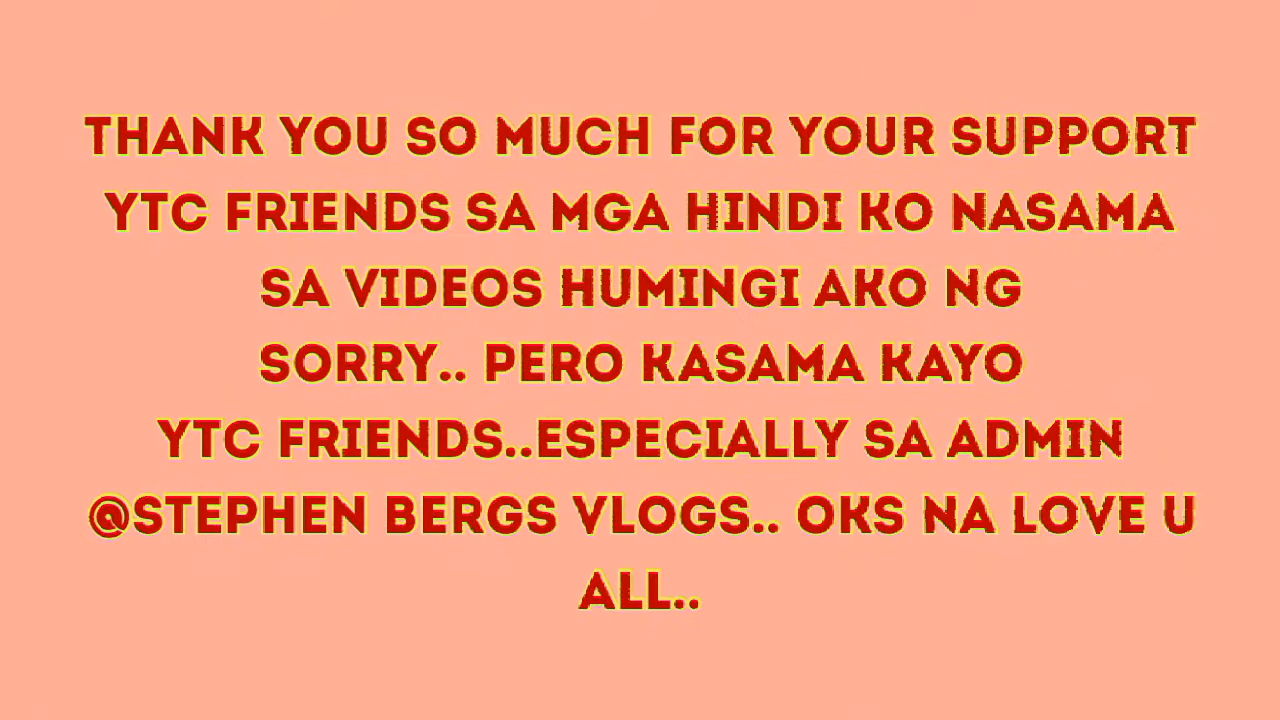 THANK YOU SO MUCH FOR YOUR SUPPORT
YTC FRIENDS SA MGA HINDI KO NASAMA
SA VIDEOS HUMINGI AKO NG
SORRY.. PERO KASAMA KAYO
YTC FRIENDS..ESPECIALLY SA ADMIN
@STEPHEN BERGS VLOGS.. OKS NA LOVE U
ALL..